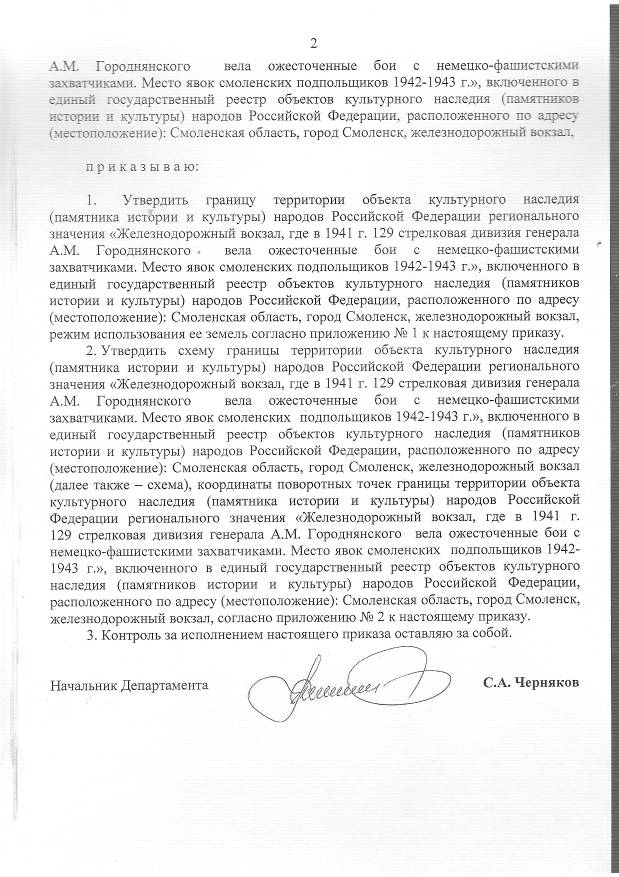 2
А.М. Городнянского вела ожесточенные бои с немецко-фашистскими
захватчиками. Место явок смоленских подпольщиков 1942-1943 г.», включенного в
единый государственный реестр объектов культурного наследия (памятников
истории и культуры) народов Российской Федерации, расположенного по адресу
(местоположение): Смоленская область, город Смоленск, железнодорожный вокзал,
п р и к а з ы в а ю:
1. Утвердить границу территории объекта культурного наследия
(памятника истории и культуры) народов Российской Федерации регионального
значения «Железнодорожный вокзал, где в 1941 г. 129 стрелковая дивизия генерала
А.М. Городнянского вела ожесточенные бои с немецко-фашистскими
захватчиками. Место явок смоленских подпольщиков 1942-1943 г.», включенного в
единый государственный реестр объектов культурного наследия (памятников
истории и культуры) народов Российской Федерации, расположенного по адресу
(местоположение): Смоленская область, город Смоленск, железнодорожный вокзал,
режим использования ее земель согласно приложению № 1 к настоящему приказу.
2. Утвердить схему границы территории объекта культурного наследия
(памятника истории и культуры) народов Российской Федерации регионального
значения «Железнодорожный вокзал, где в 1941 г. 129 стрелковая дивизия генерала
А.М. Городнянского вела ожесточенные бои с немецко-фашистскими
захватчиками. Место явок смоленских подпольщиков 1942-1943 г.», включенного в
единый государственный реестр объектов культурного наследия (памятников
истории и культуры) народов Российской Федерации, расположенного по адресу
(местоположение): Смоленская область, город Смоленск, железнодорожный вокзал
(далее также – схема), координаты поворотных точек границы территории объекта
культурного наследия (памятника истории и культуры) народов Российской
Федерации регионального значения «Железнодорожный вокзал, где в 1941 г.
129 стрелковая дивизия генерала А.М. Городнянского вела ожесточенные бои с
немецко-фашистскими захватчиками. Место явок смоленских подпольщиков 1942-
1943 г.», включенного в единый государственный реестр объектов культурного
наследия (памятников истории и культуры) народов Российской Федерации,
расположенного по адресу (местоположение): Смоленская область, город Смоленск,
железнодорожный вокзал, согласно приложению № 2 к настоящему приказу.
3. Контроль за исполнением настоящего приказа оставляю за собой.
Начальник Департамента С.А. Черняков